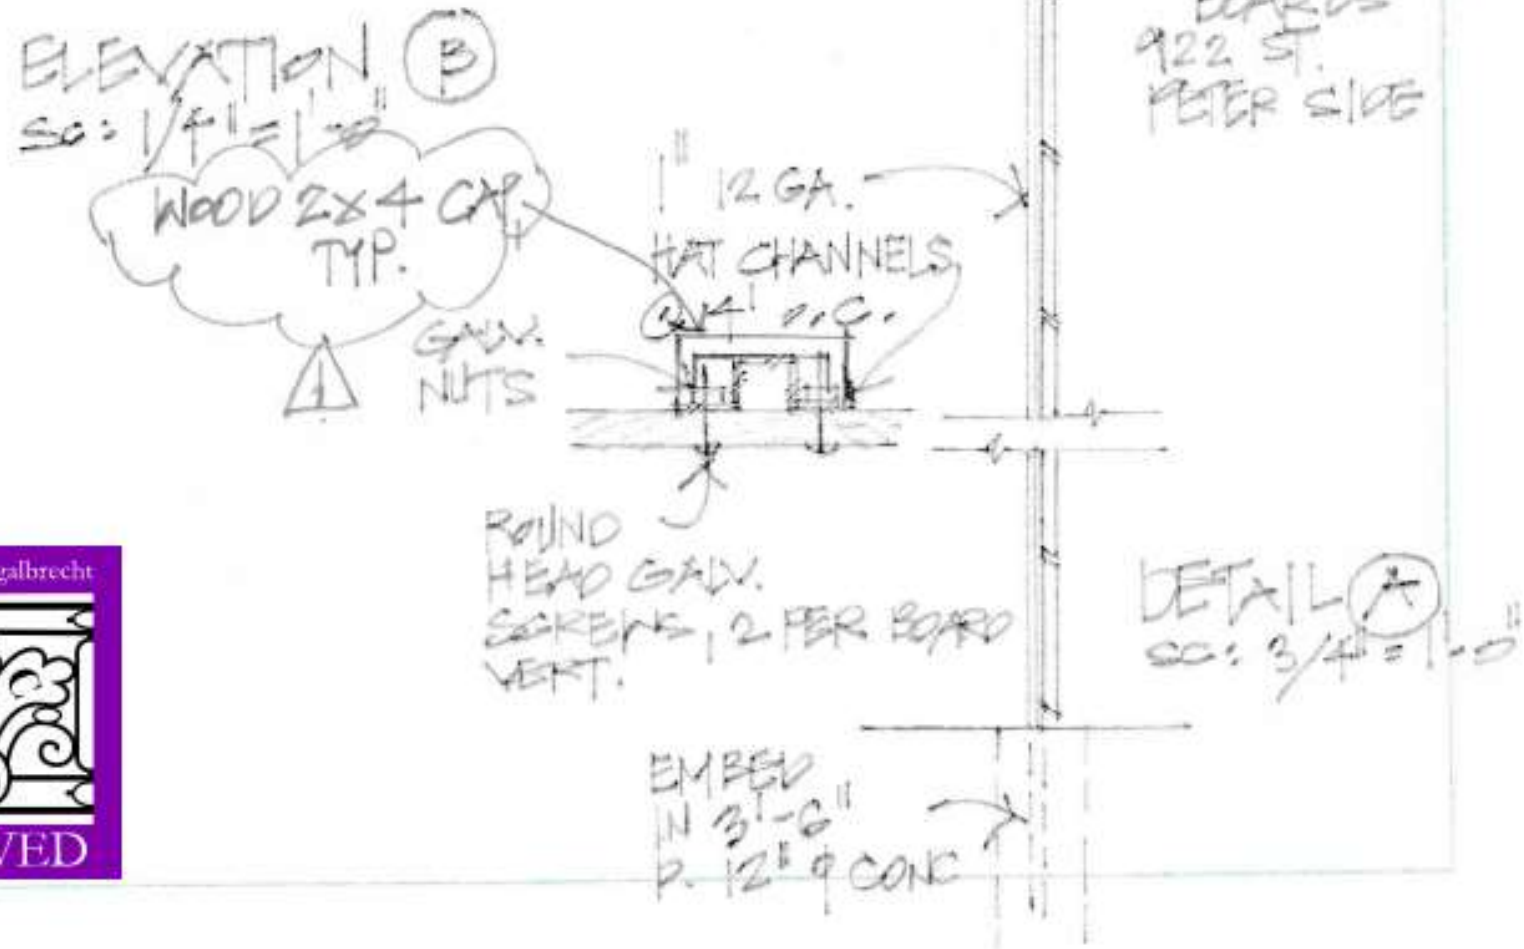 ELEVATION B
SC: 1/4" = 1'-0"
WOOD 2x4 CAP,
TYP.
1
GALV.
NUTS
1" 12 GA.
HAT CHANNELS,
@ 4' o.c.
BOARDS
922 ST.
PETER SIDE
ROUND
HEAD GALV.
SCREWS, 2 PER BOARD
VERT.
DETAIL A
SC: 3/4" = 1'-0"
EMBED
IN 3'-6"
D. 12" φ CONC
galbrecht
VED